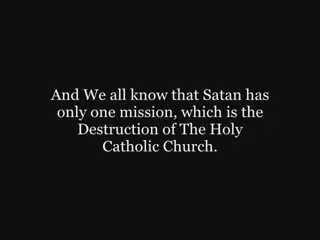 And We all know that Satan has
only one mission, which is the
Destruction of The Holy
Catholic Church.